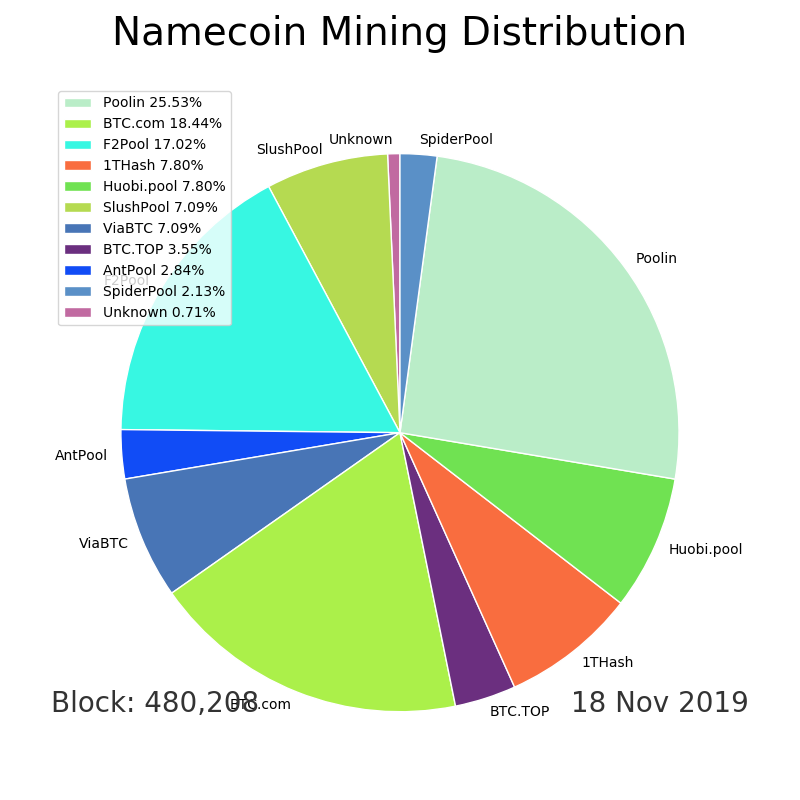 Namecoin Mining Distribution
Poolin 25.53%
BTC.com 18.44%
F2Pool 17.02%
1THash 7.80%
Huobi.pool 7.80%
SlushPool 7.09%
ViaBTC 7.09%
BTC.TOP 3.55%
AntPool 2.84%
SpiderPool 2.13%
Unknown 0.71%
SlushPool
Unknown
SpiderPool
Poolin
F2Pool
AntPool
ViaBTC
Huobi.pool
1THash
BTC.com
BTC.TOP
Block: 480,208
18 Nov 2019